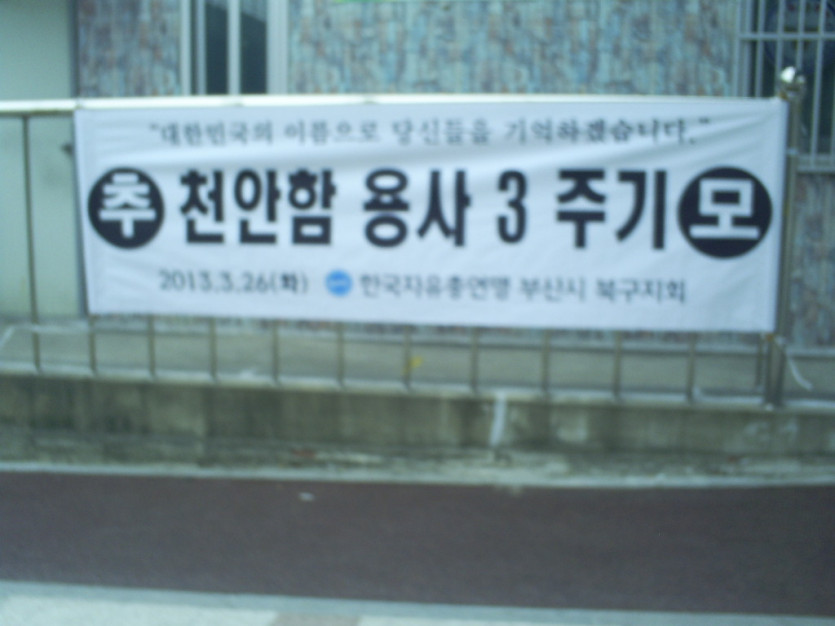 "대한민국의 이름으로 당신들을 기억하겠습니다."
추 천안함 용사 3 주기 모
2013.3.26(화) 한국자유총연맹 부산시 북구지회